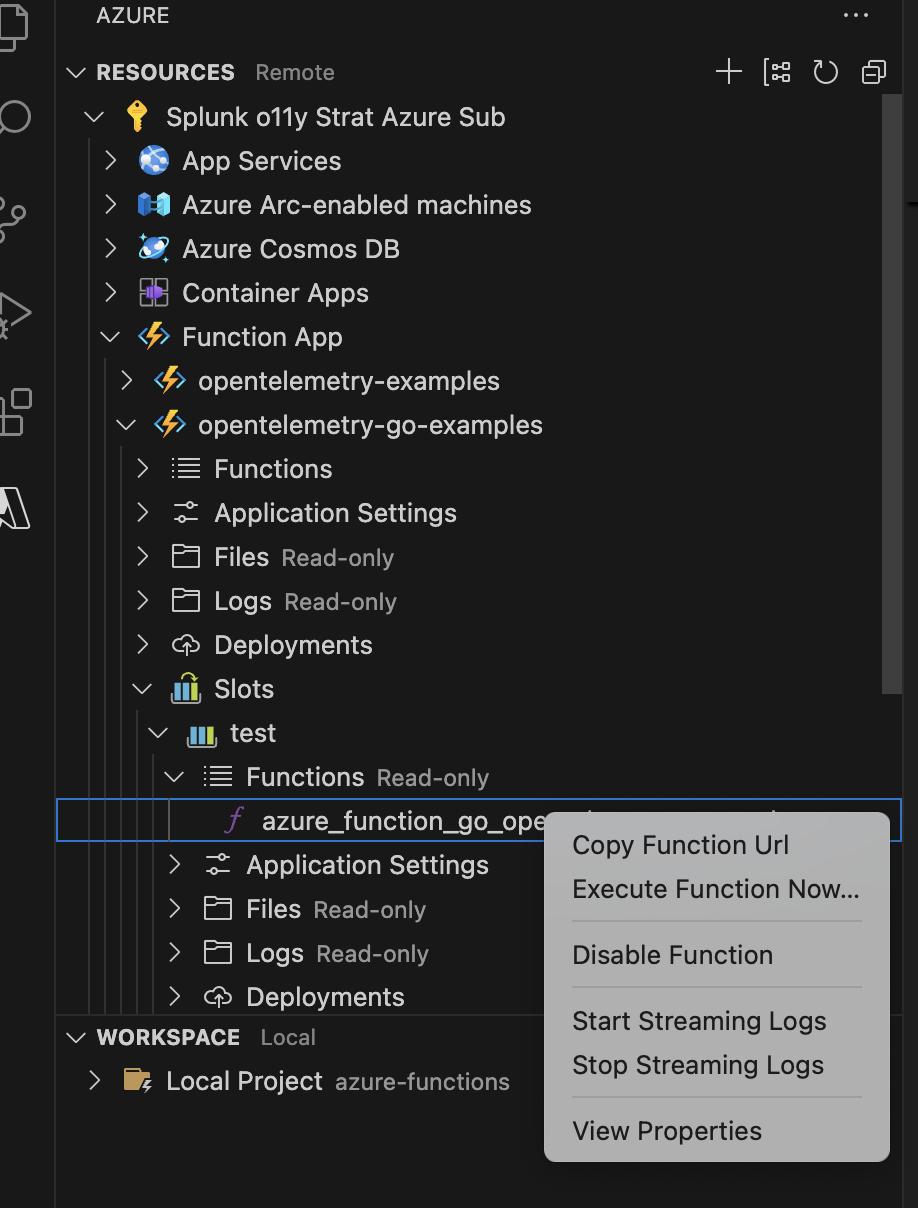 AZURE
RESOURCES Remote
Splunk o11y Strat Azure Sub
App Services
Azure Arc-enabled machines
Azure Cosmos DB
Container Apps
Function App
opentelemetry-examples
opentelemetry-go-examples
Functions
Application Settings
Files Read-only
Logs Read-only
Deployments
Slots
test
Functions Read-only
azure_function_go_ope
Application Settings
Files Read-only
Logs Read-only
Deployments
WORKSPACE Local
Local Project azure-functions
Copy Function Url
Execute Function Now...
Disable Function
Start Streaming Logs
Stop Streaming Logs
View Properties